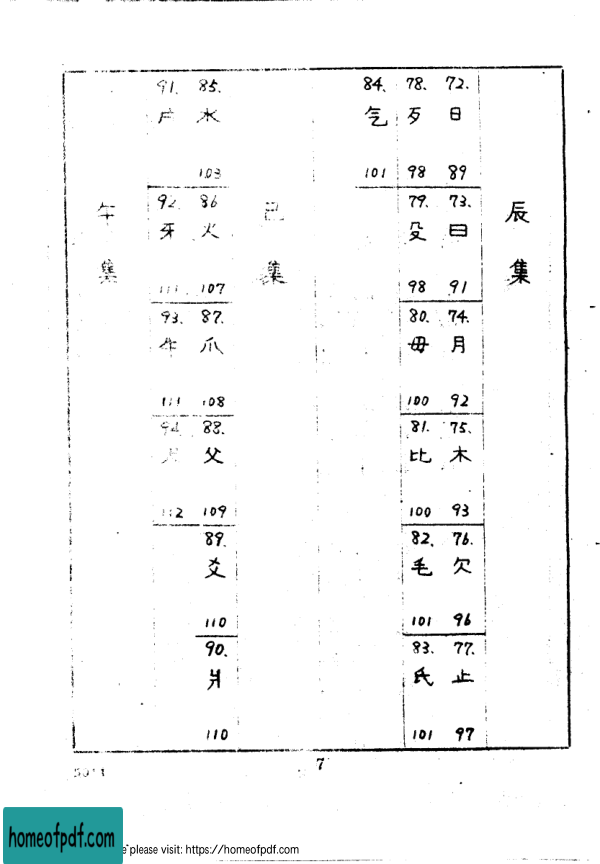 辰集
72. 日 89
73. 曰 91
74. 月 92
75. 木 93
76. 欠 96
77. 止 97
78. 歹 98
79. 殳 98
80. 毋 100
81. 比 100
82. 毛 101
83. 氏 101
84. 气 101
巳集
85. 水 103
86 火 107
87. 爪 108
88. 父 109
89. 爻 110
90. 爿 110
91.
92. 牙 111
93. 牛 111
94. 112
午集
7
homeofpdf.com
please visit: https://homeofpdf.com